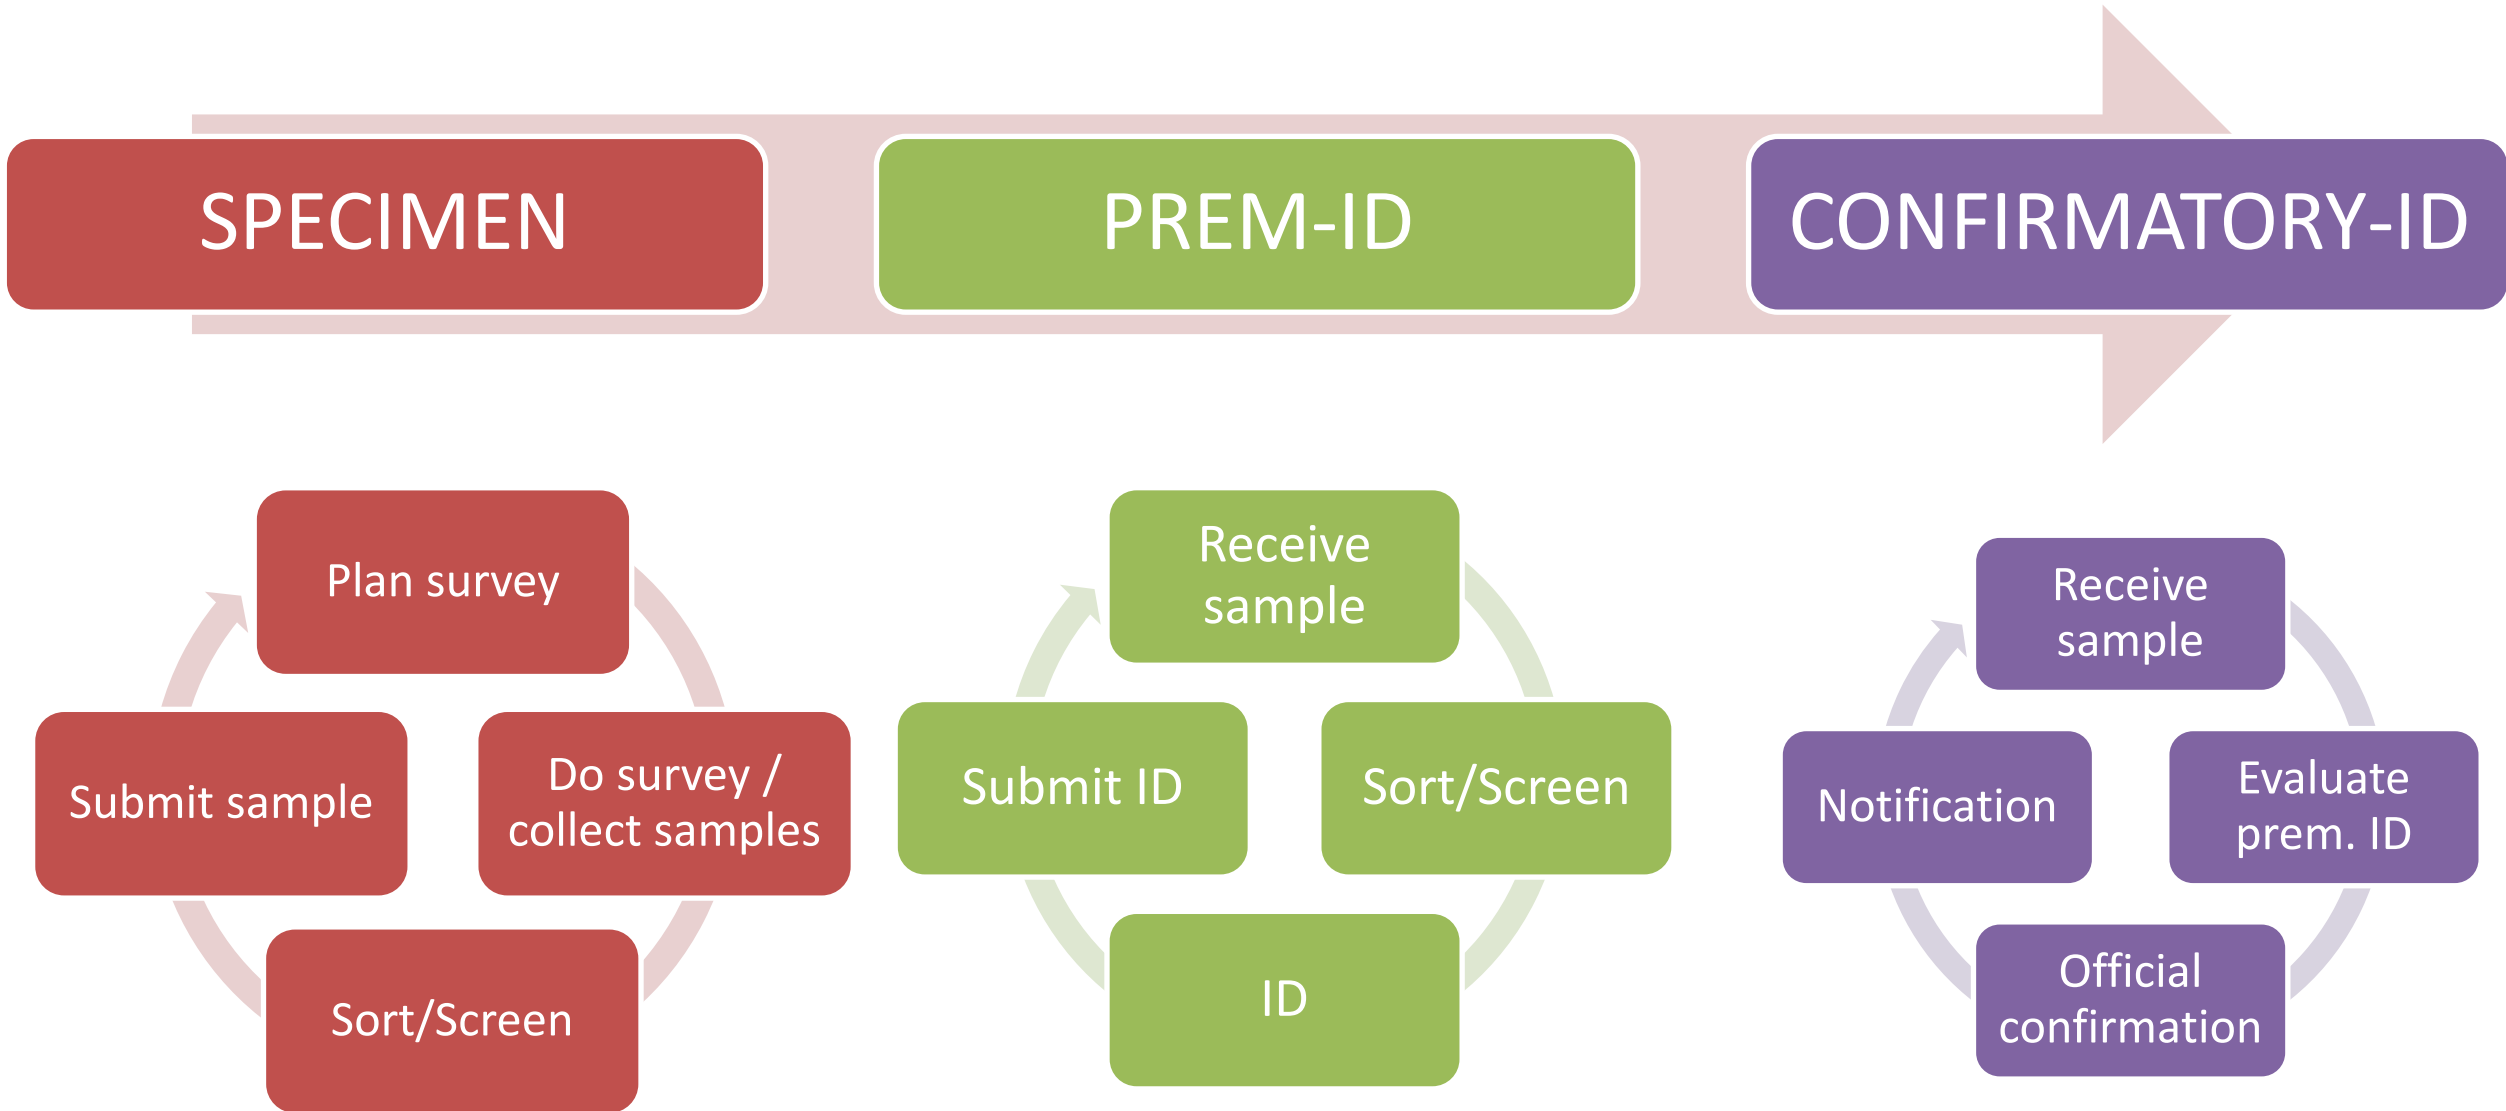 SPECIMEN
PREM-ID
CONFIRMATORY-ID
Plan survey
Do survey/
collect samples
Sort/Screen
Submit sample
Receive
sample
Sort/Screen
ID
Submit ID
Receive
sample
Evaluate
prem. ID
Official
confirmation
Notification